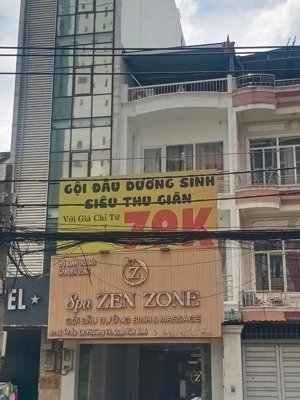 GỘI ĐẦU DƯỠNG SINH
SIÊU THƯ GIÃN
Với Giá Chỉ Từ
79K
Z
Spa ZEN ZONE
GỘI ĐẦU DƯỠNG SINH & MASSAGE
EL ★